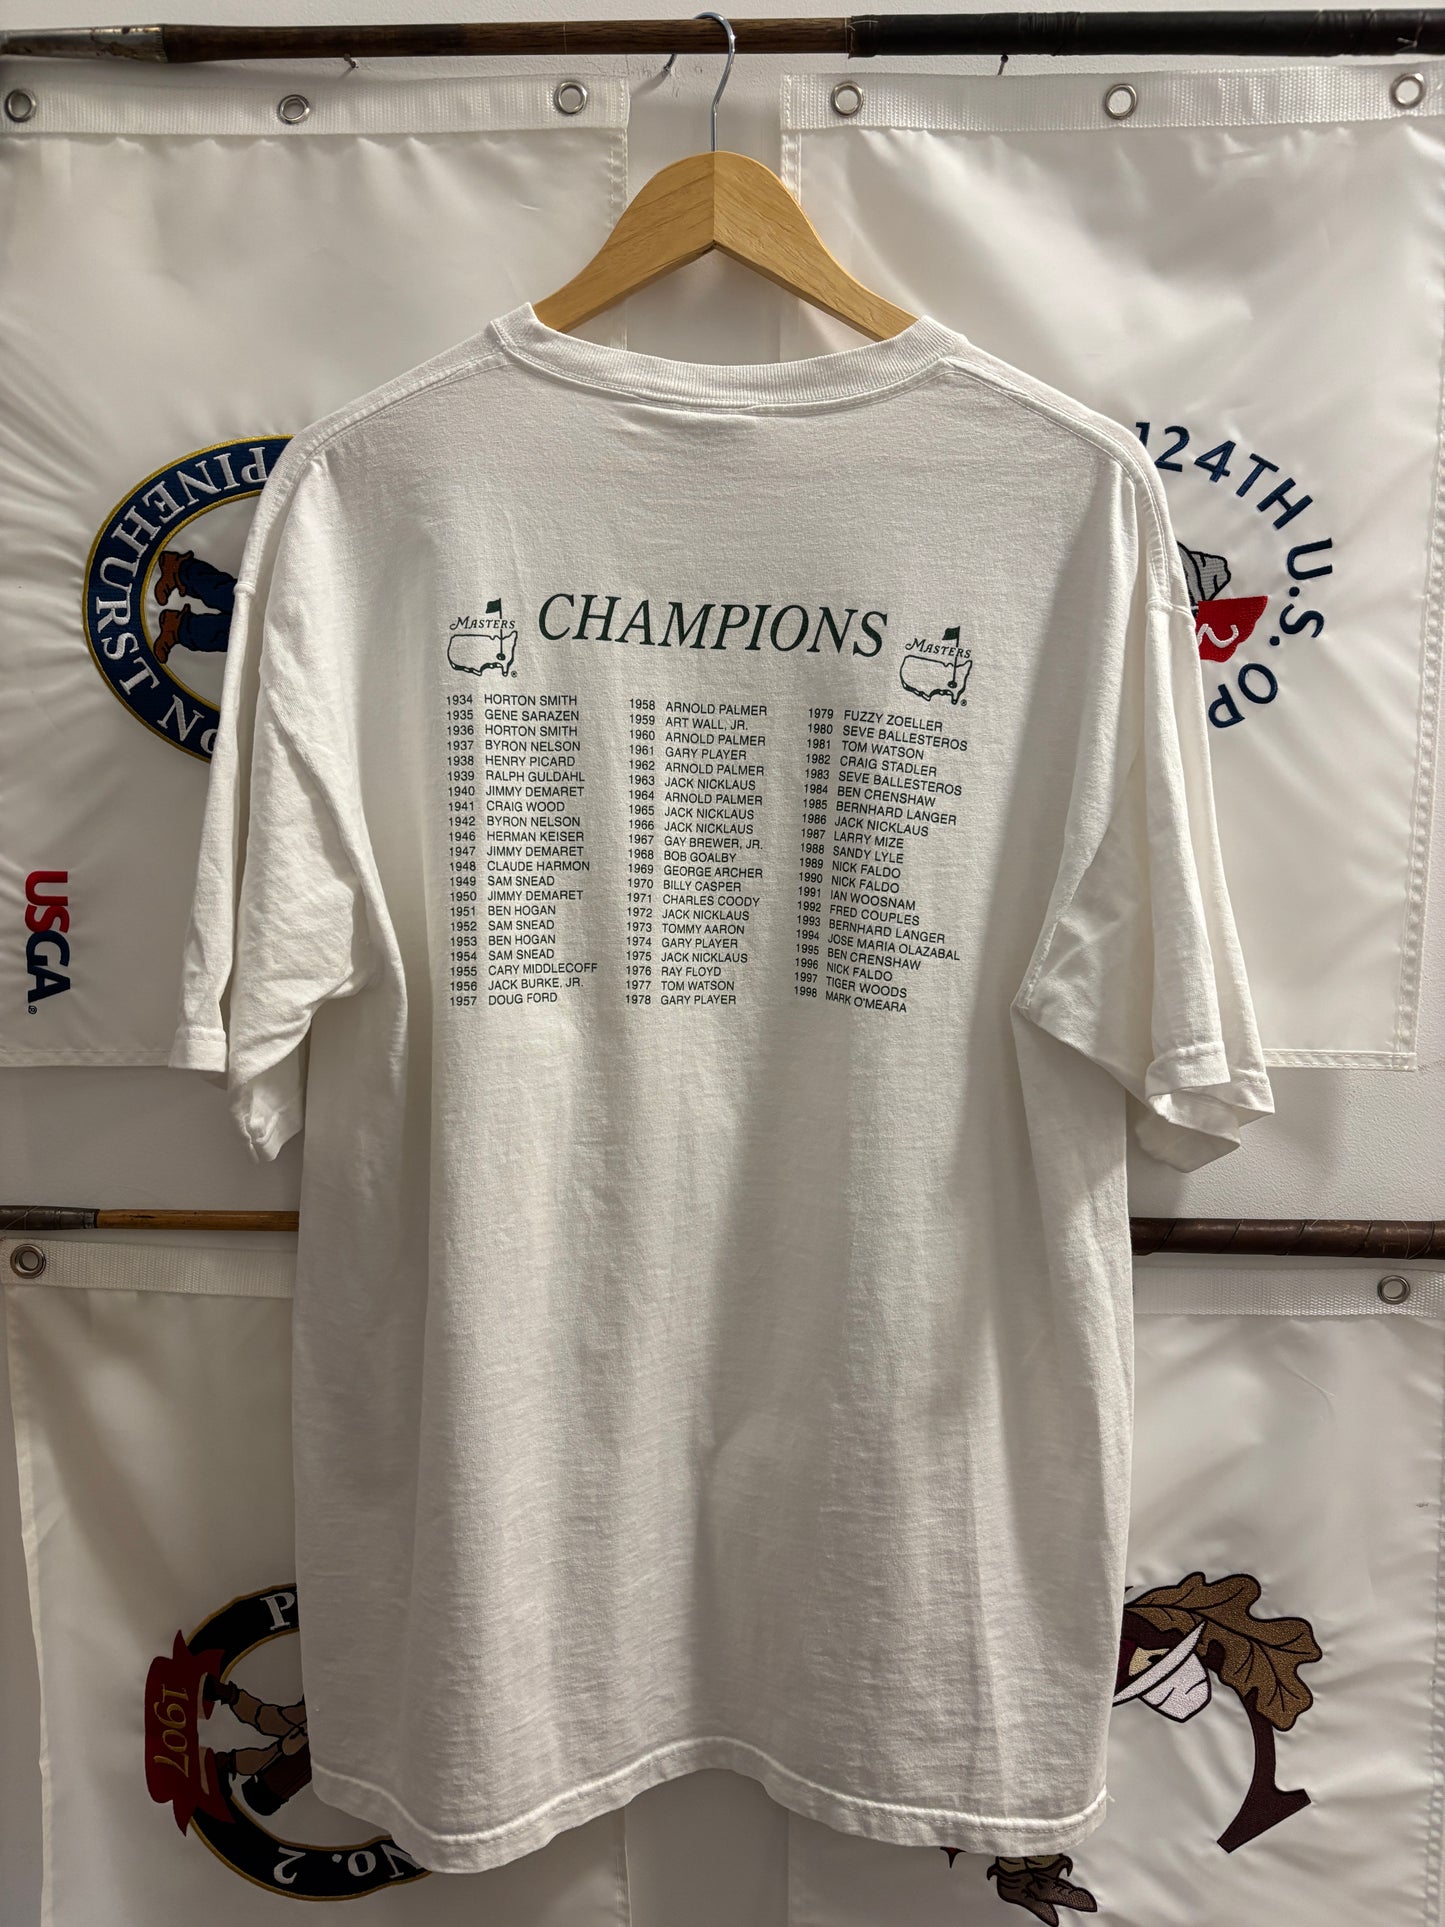 CHAMPIONS
MASTERS
®
MASTERS
®
1934 HORTON SMITH
1935 GENE SARAZEN
1936 HORTON SMITH
1937 BYRON NELSON
1938 HENRY PICARD
1939 RALPH GULDAHL
1940 JIMMY DEMARET
1941 CRAIG WOOD
1942 BYRON NELSON
1946 HERMAN KEISER
1947 JIMMY DEMARET
1948 CLAUDE HARMON
1949 SAM SNEAD
1950 JIMMY DEMARET
1951 BEN HOGAN
1952 SAM SNEAD
1953 BEN HOGAN
1954 SAM SNEAD
1955 CARY MIDDLECOFF
1956 JACK BURKE, JR.
1957 DOUG FORD
1958 ARNOLD PALMER
1959 ART WALL, JR.
1960 ARNOLD PALMER
1961 GARY PLAYER
1962 ARNOLD PALMER
1963 JACK NICKLAUS
1964 ARNOLD PALMER
1965 JACK NICKLAUS
1966 JACK NICKLAUS
1967 GAY BREWER, JR.
1968 BOB GOALBY
1969 GEORGE ARCHER
1970 BILLY CASPER
1971 CHARLES COODY
1972 JACK NICKLAUS
1973 TOMMY AARON
1974 GARY PLAYER
1975 JACK NICKLAUS
1976 RAY FLOYD
1977 TOM WATSON
1978 GARY PLAYER
1979 FUZZY ZOELLER
1980 SEVE BALLESTEROS
1981 TOM WATSON
1982 CRAIG STADLER
1983 SEVE BALLESTEROS
1984 BEN CRENSHAW
1985 BERNHARD LANGER
1986 JACK NICKLAUS
1987 LARRY MIZE
1988 SANDY LYLE
1989 NICK FALDO
1990 NICK FALDO
1991 IAN WOOSNAM
1992 FRED COUPLES
1993 BERNHARD LANGER
1994 JOSE MARIA OLAZABAL
1995 BEN CRENSHAW
1996 NICK FALDO
1997 TIGER WOODS
1998 MARK O'MEARA
PINEHURST NO
USGA®
124TH U.S. OP
2
P
1907
No. 2